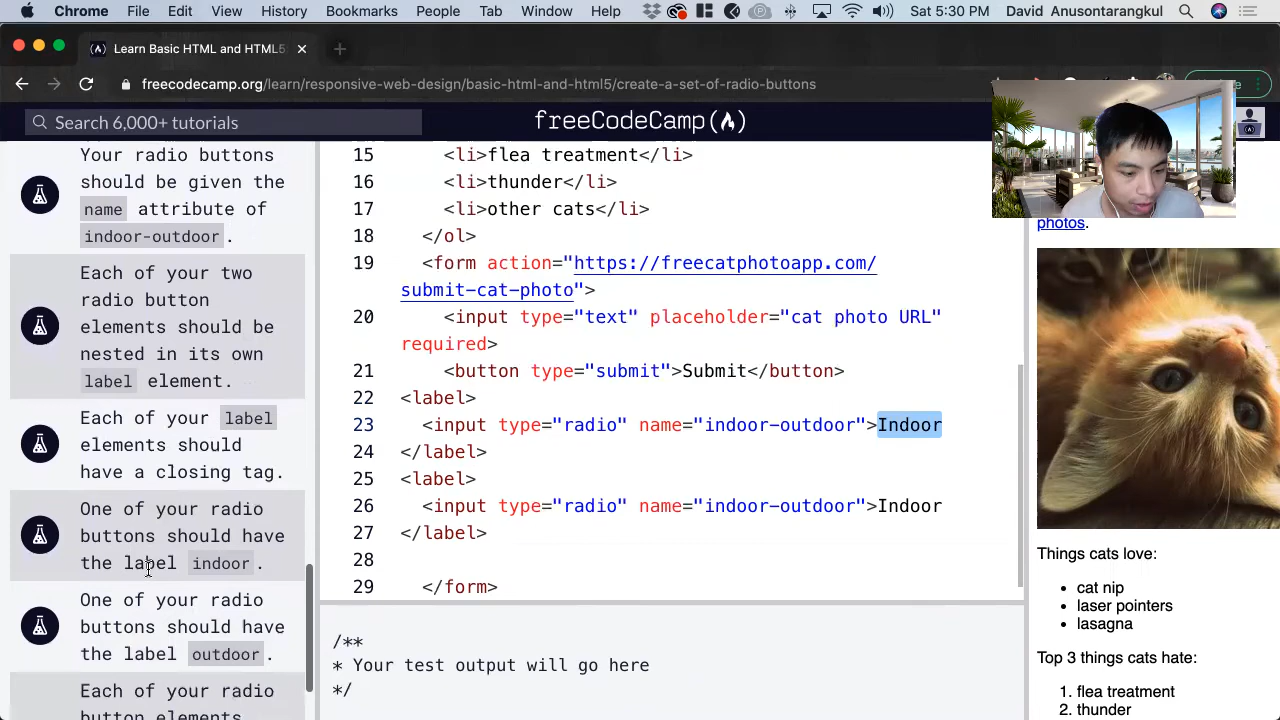 Chrome File Edit View History Bookmarks People Tab Window Help Sat 5:30 PM David Anusontarangkul
Learn Basic HTML and HTML5
freecodecamp.org/learn/responsive-web-design/basic-html-and-html5/create-a-set-of-radio-buttons
Search 6,000+ tutorials
freeCodeCamp
Your radio buttons
should be given the
name attribute of
indoor-outdoor.
Each of your two
radio button
elements should be
nested in its own
label element.
Each of your label
elements should
have a closing tag.
One of your radio
buttons should have
the label indoor.
One of your radio
buttons should have
the label outdoor.
Each of your radio
button elements
15 <li>flea treatment</li>
16 <li>thunder</li>
17 <li>other cats</li>
18 </ol>
19 <form action="https://freecatphotoapp.com/
submit-cat-photo">
20 <input type="text" placeholder="cat photo URL"
required>
21 <button type="submit">Submit</button>
22 <label>
23 <input type="radio" name="indoor-outdoor">Indoor
24 </label>
25 <label>
26 <input type="radio" name="indoor-outdoor">Indoor
27 </label>
28
29 </form>
/**
* Your test output will go here
*/
photos.
Things cats love:
• cat nip
• laser pointers
• lasagna
Top 3 things cats hate:
1. flea treatment
2. thunder